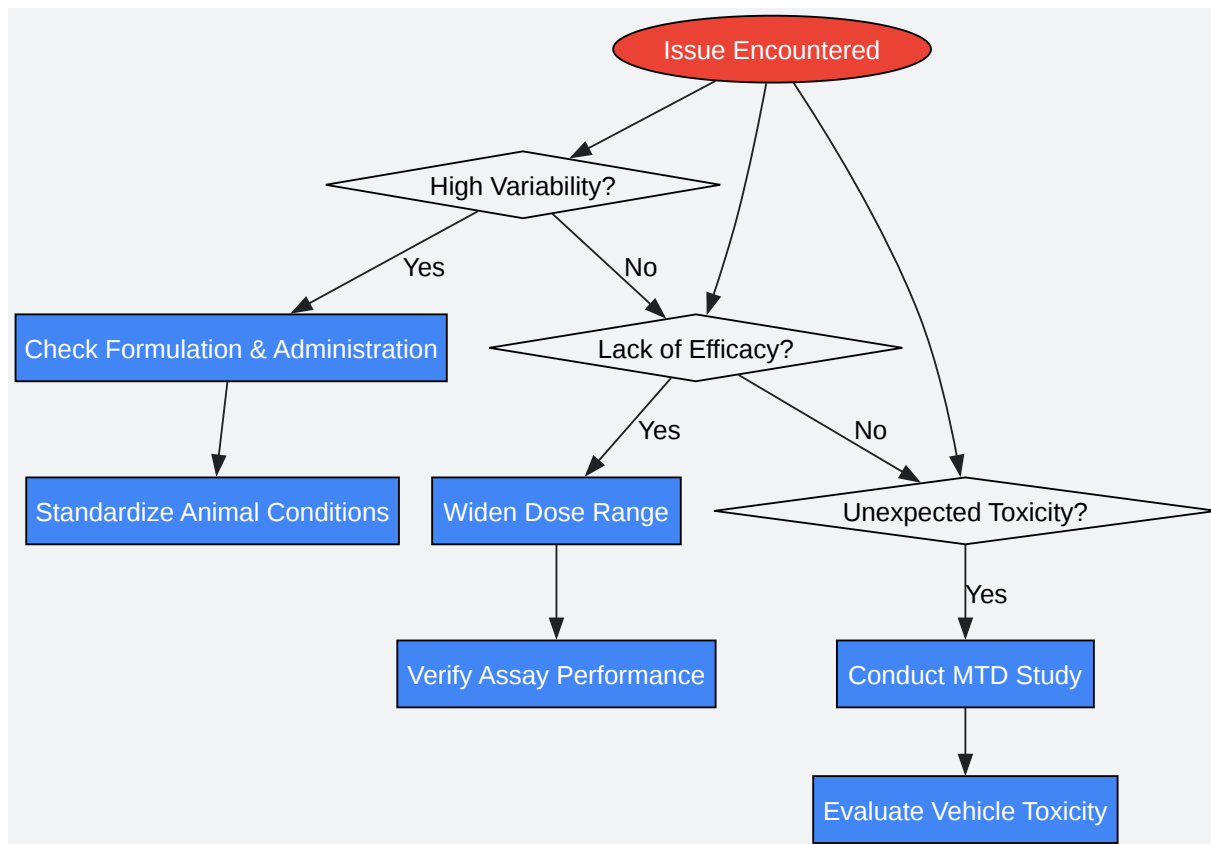 Issue Encountered
High Variability?
Yes
No
Check Formulation & Administration
Lack of Efficacy?
Yes
No
Standardize Animal Conditions
Widen Dose Range
Unexpected Toxicity?
Yes
Verify Assay Performance
Conduct MTD Study
Evaluate Vehicle Toxicity